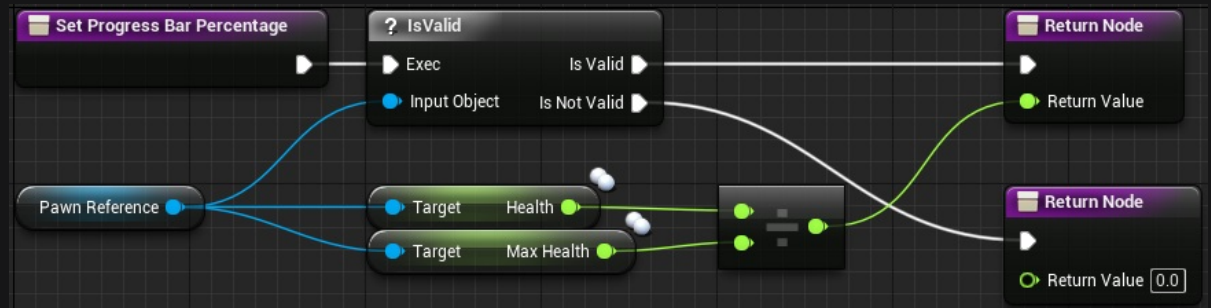 Set Progress Bar Percentage
? IsValid
Return Node
Exec Is Valid
Input Object Is Not Valid
Return Value
Pawn Reference
Target Health
Target Max Health
Return Node
Return Value 0.0